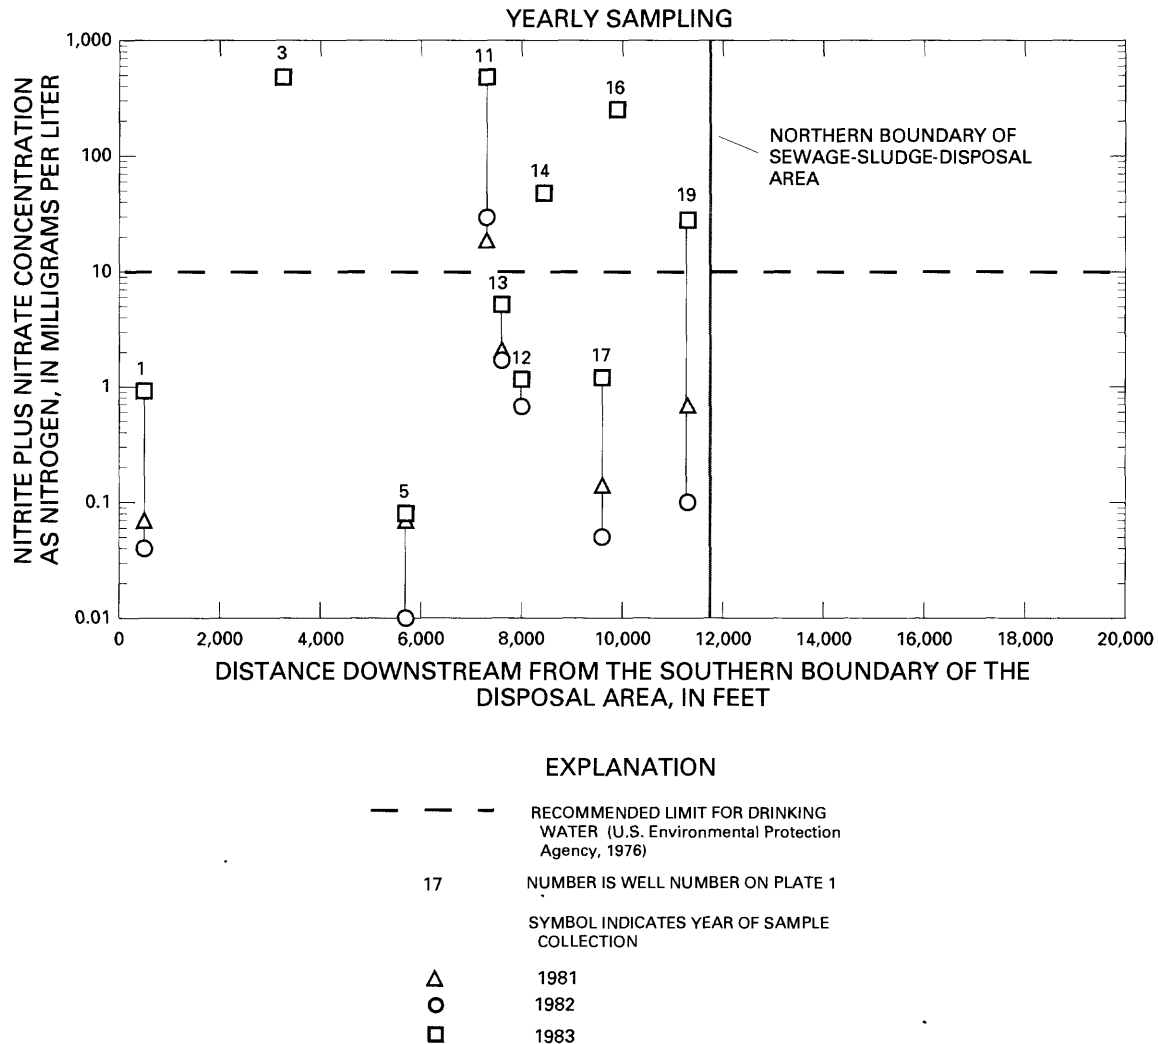 YEARLY SAMPLING
NITRITE PLUS NITRATE CONCENTRATION
AS NITROGEN, IN MILLIGRAMS PER LITER
1,000
100
10
1
0.1
0.01
3
11
16
14
19
13
12
17
1
5
NORTHERN BOUNDARY OF
SEWAGE-SLUDGE-DISPOSAL
AREA
0 2,000 4,000 6,000 8,000 10,000 12,000 14,000 16,000 18,000 20,000
DISTANCE DOWNSTREAM FROM THE SOUTHERN BOUNDARY OF THE
DISPOSAL AREA, IN FEET
EXPLANATION
RECOMMENDED LIMIT FOR DRINKING
WATER (U.S. Environmental Protection
Agency, 1976)
17 NUMBER IS WELL NUMBER ON PLATE 1
SYMBOL INDICATES YEAR OF SAMPLE
COLLECTION
1981
1982
1983